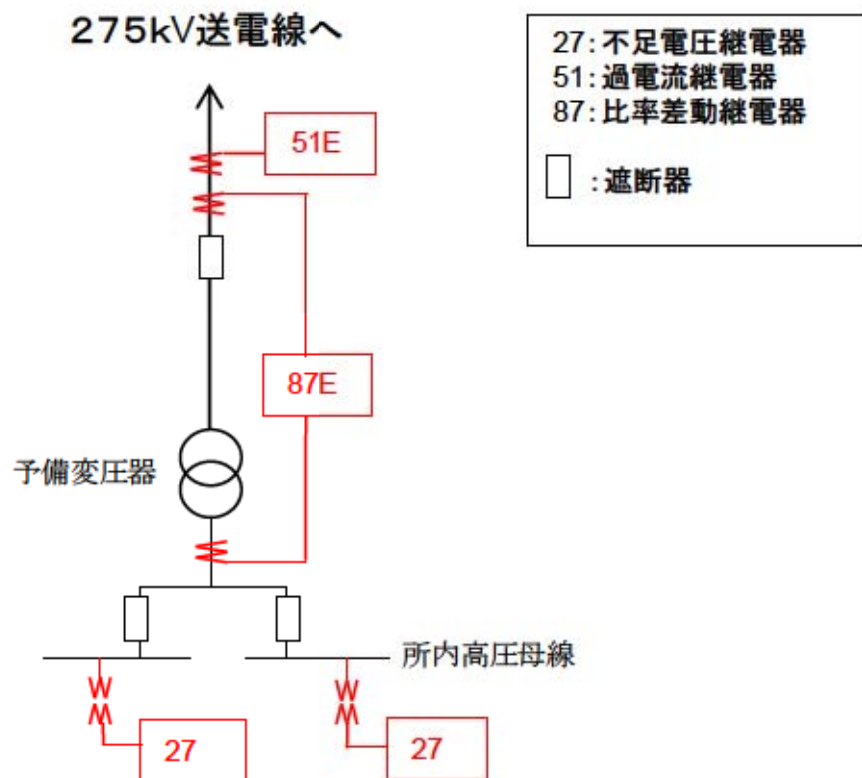 275kV送電線へ
27:不足電圧継電器
51:過電流継電器
87:比率差動継電器
:遮断器
51E
87E
予備変圧器
所内高圧母線
27
27